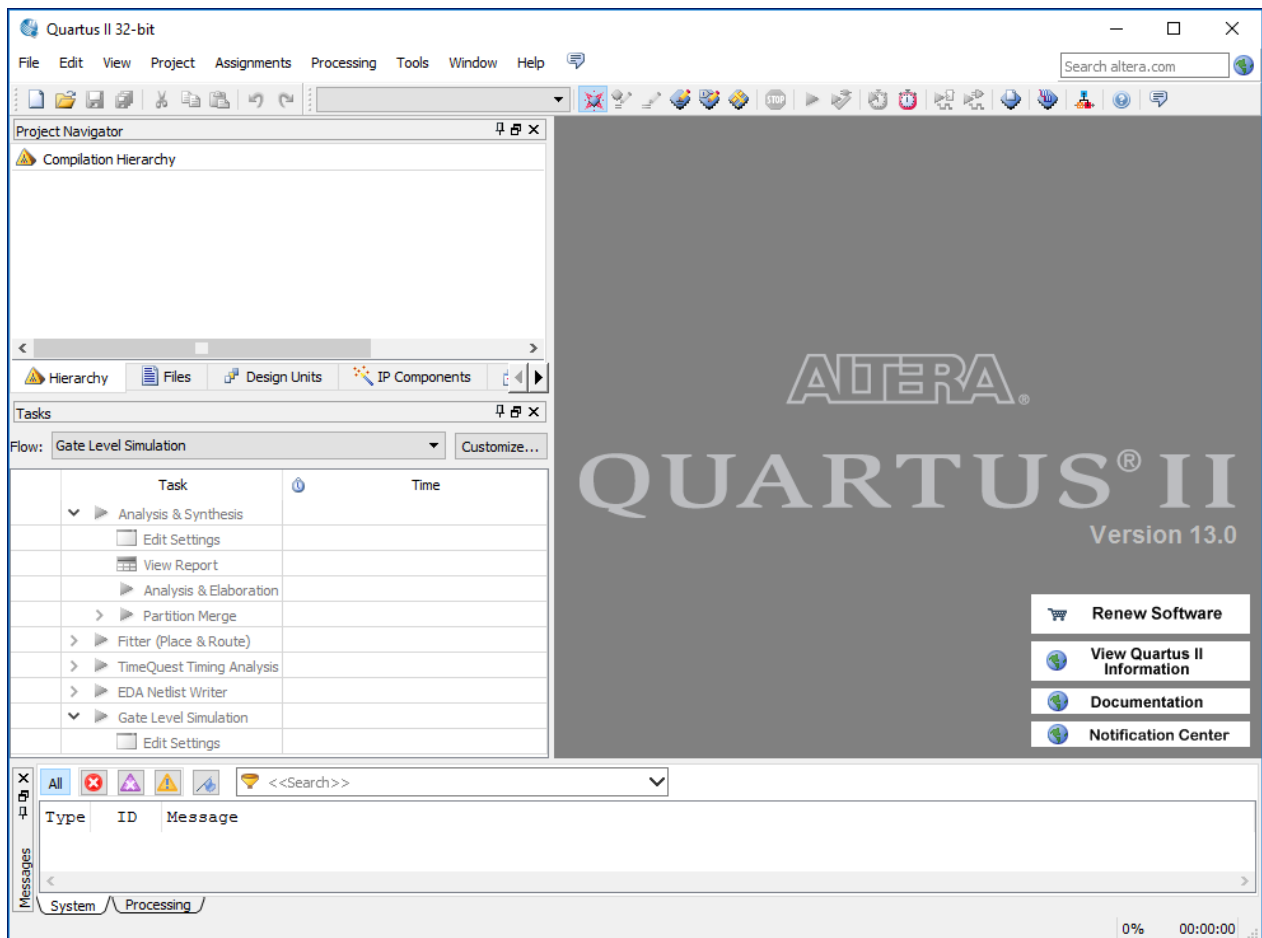 Quartus II 32-bit
File Edit View Project Assignments Processing Tools Window Help
Search altera.com
STOP
Project Navigator
Compilation Hierarchy
Hierarchy Files Design Units IP Components
Tasks
Flow: Gate Level Simulation Customize...
Task Time
Analysis & Synthesis
Edit Settings
View Report
Analysis & Elaboration
Partition Merge
Fitter (Place & Route)
TimeQuest Timing Analysis
EDA Netlist Writer
Gate Level Simulation
Edit Settings
ALTERA®
QUARTUS® II
Version 13.0
Renew Software
View Quartus II
Information
Documentation
Notification Center
All <<Search>>
Type ID Message
Messages
System Processing
0% 00:00:00